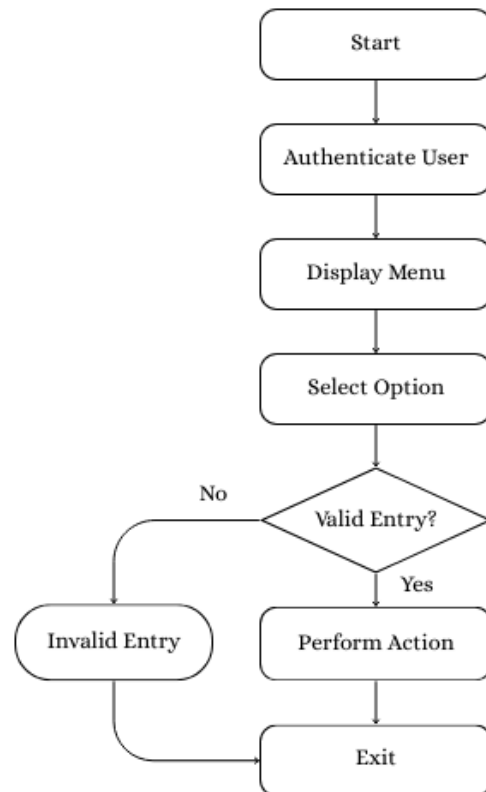 Start
Authenticate User
Display Menu
Select Option
Valid Entry?
No
Yes
Invalid Entry
Perform Action
Exit